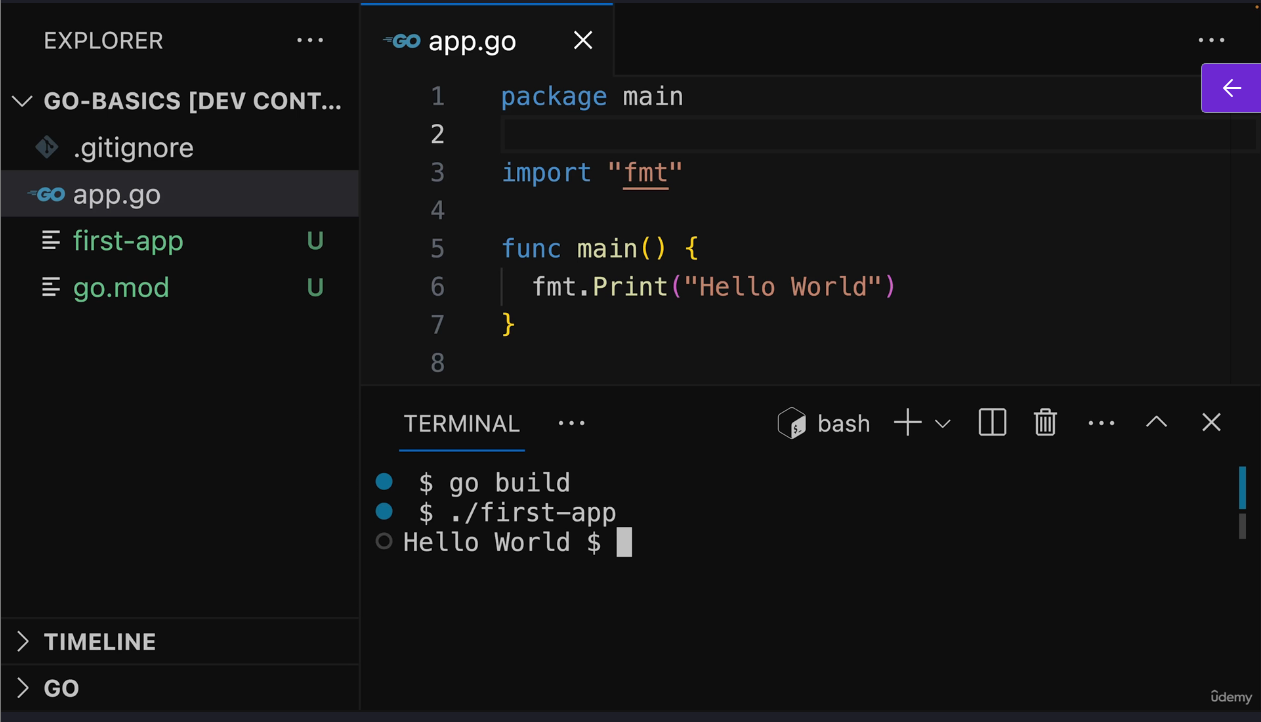 EXPLORER ...
GO-BASICS [DEV CONT...
.gitignore
GO app.go
first-app U
go.mod U
TIMELINE
GO
GO app.go
1 package main
2
3 import "fmt"
4
5 func main() {
6 fmt.Print("Hello World")
7 }
8
TERMINAL ... bash
$ go build
$ ./first-app
Hello World $
ûdemy